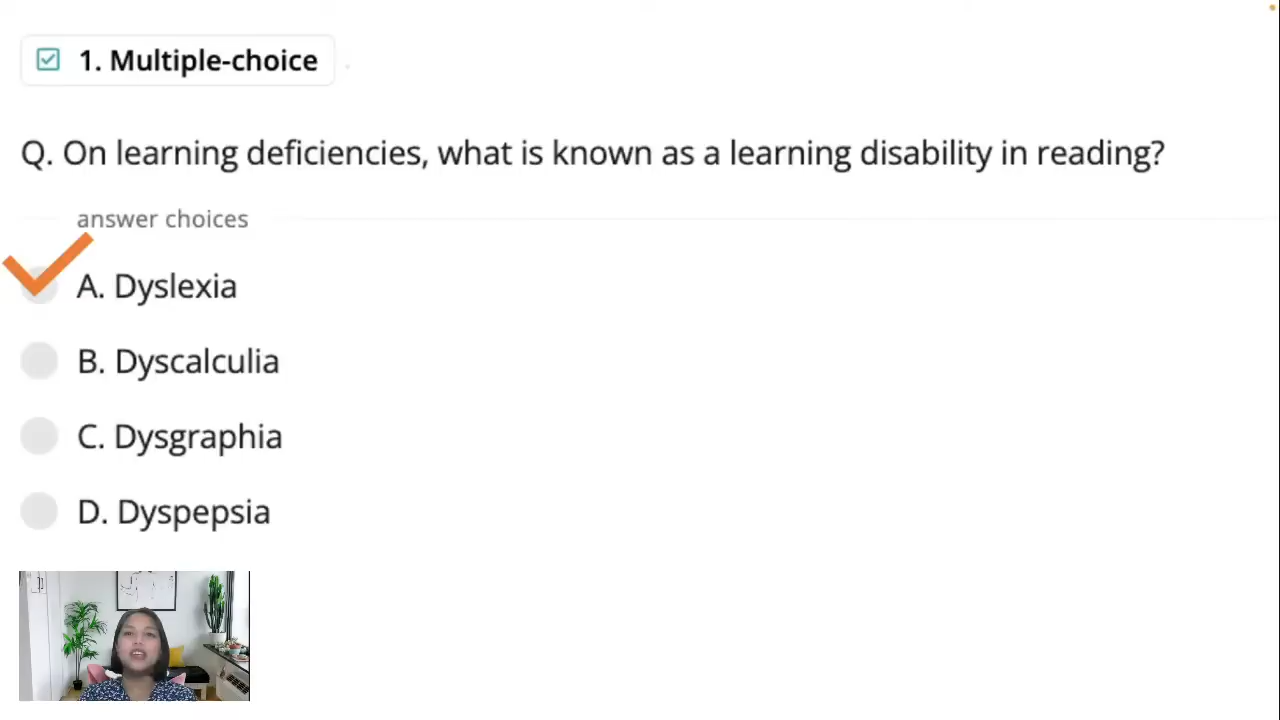 1. Multiple-choice
Q. On learning deficiencies, what is known as a learning disability in reading?
answer choices
A. Dyslexia
B. Dyscalculia
C. Dysgraphia
D. Dyspepsia